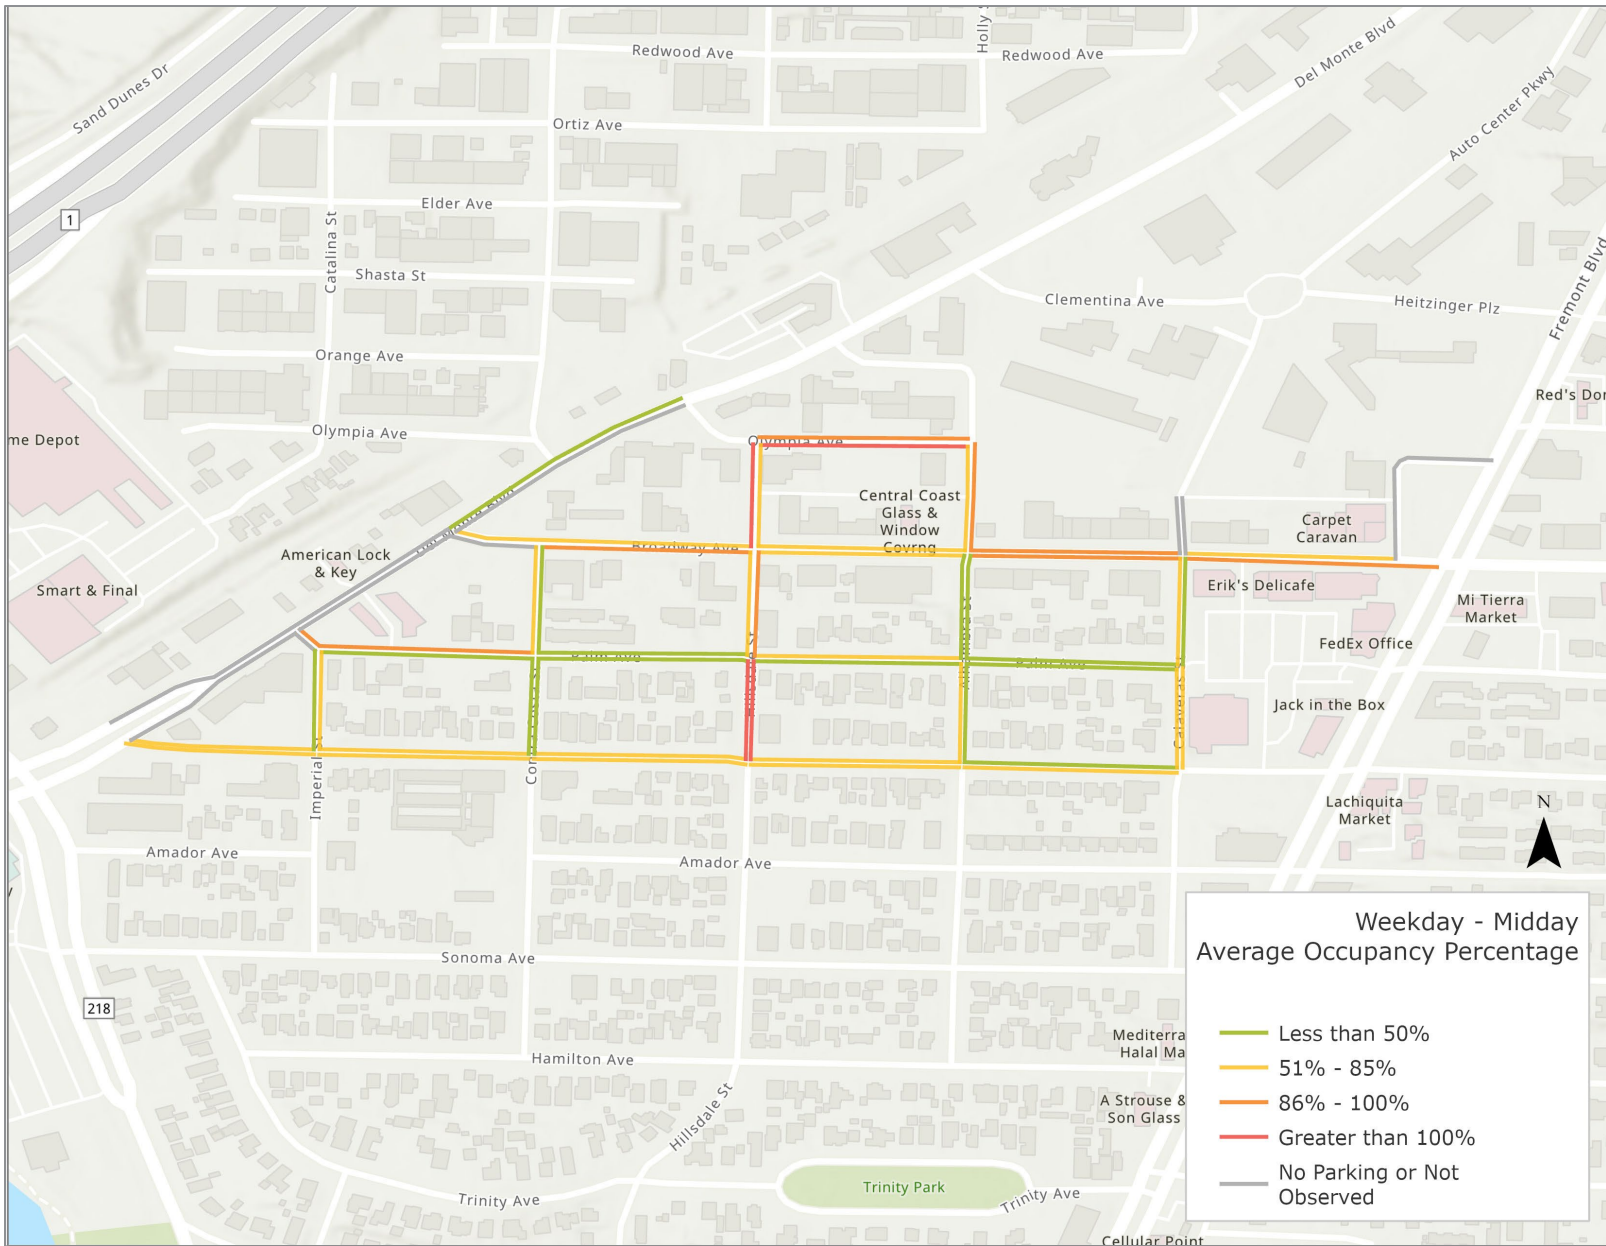 Redwood Ave
Redwood Ave
Holly
Del Monte Blvd
Sand Dunes Dr
Ortiz Ave
Auto Center Pkwy
Elder Ave
1
Catalina St
Shasta St
Clementina Ave
Heitzinger Plz
Fremont Blvd
Orange Ave
Red's Don
Olympia Ave
Olympia Ave
me Depot
Central Coast
Glass &
Window
Covrng
Carpet
Caravan
Del Monte Blvd
Broadway Ave
American Lock
& Key
Smart & Final
Erik's Delicafe
Mi Tierra
Market
FedEx Office
Palm Ave
Palm Ave
Jack in the Box
Calaveras St
Imperial St
Lachiquita
Market
N
Amador Ave
Amador Ave
Sonoma Ave
218
Hamilton Ave
Mediterra
Halal Ma
A Strouse &
Son Glass
Hillsdale St
Trinity Ave
Trinity Park
Trinity Ave
Cellular Point
Weekday - Midday
Average Occupancy Percentage
Less than 50%
51% - 85%
86% - 100%
Greater than 100%
No Parking or Not
Observed